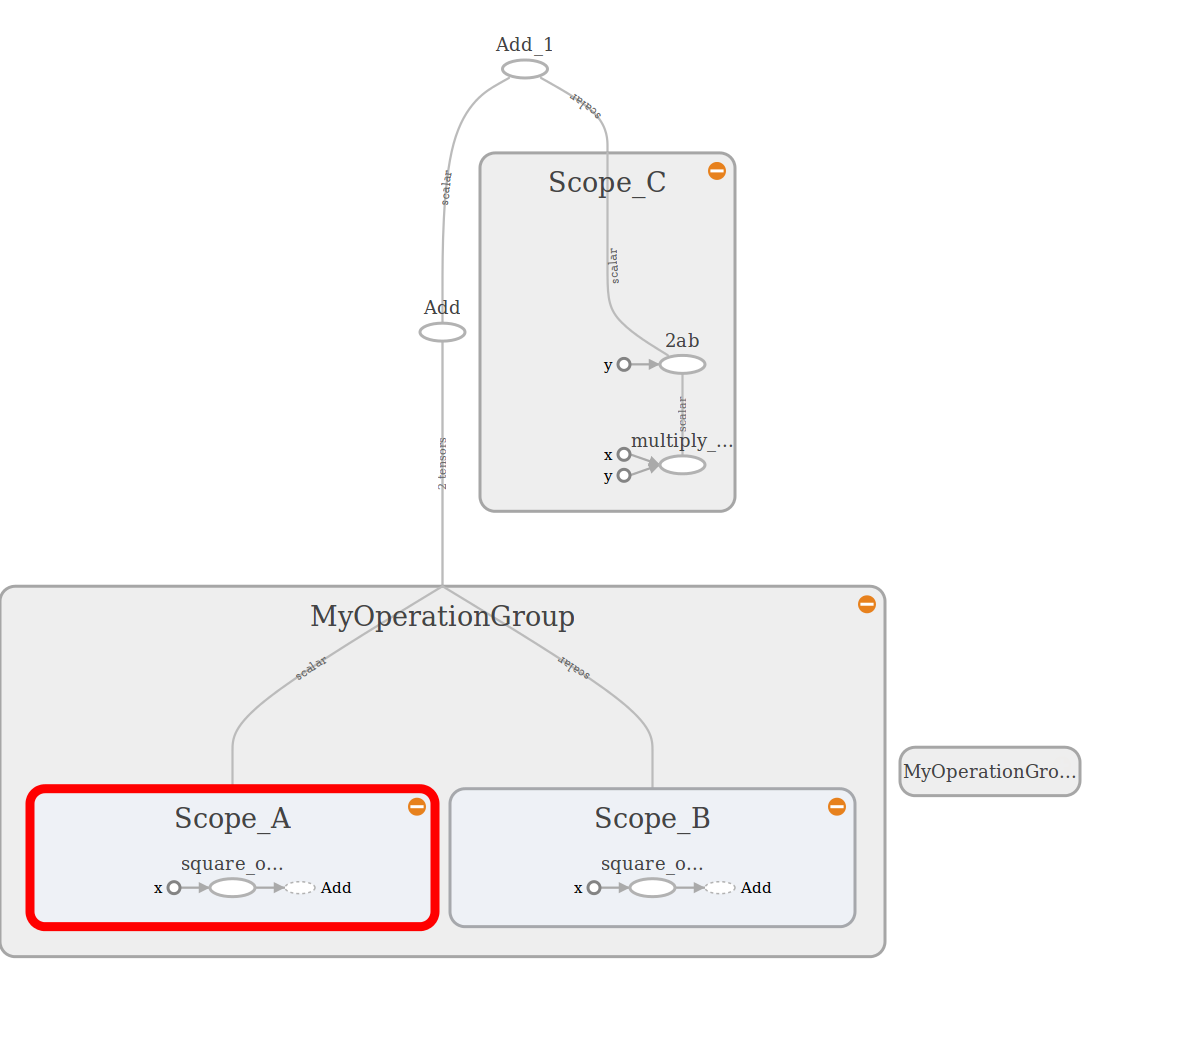 Add_1
scalar
scalar
Scope_C
scalar
Add
2ab
y
scalar
multiply_...
x
y
2 tensors
MyOperationGroup
scalar
scalar
MyOperationGro...
Scope_A
square_o...
x
Add
Scope_B
square_o...
x
Add